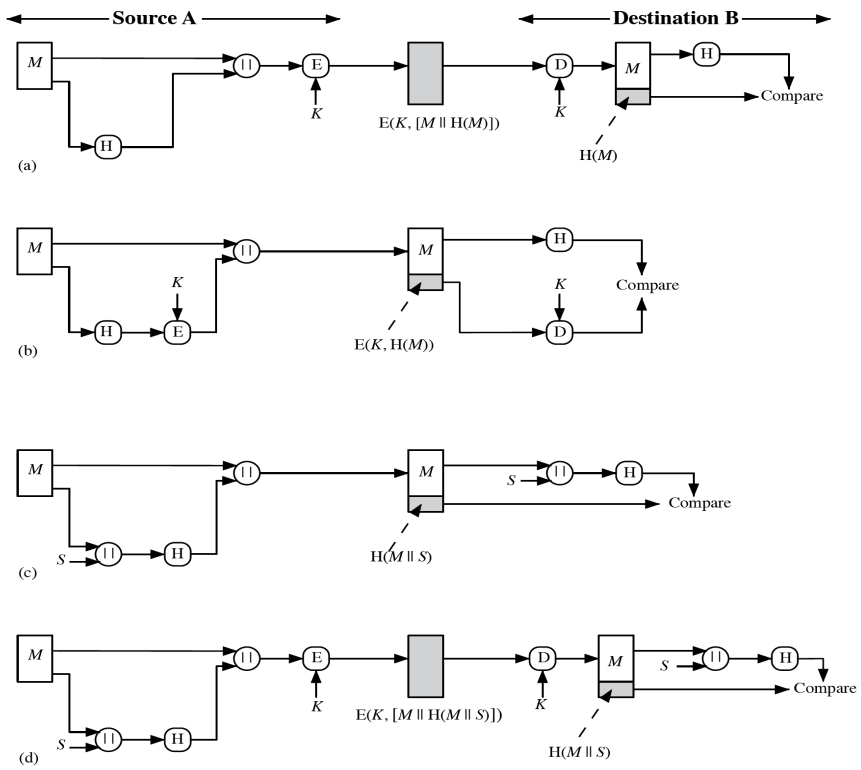 Source A
Destination B
M
||
E
K
E(K, [M || H(M)])
D
K
M
H
Compare
H(M)
H
(a)
M
||
K
H
E
M
E(K, H(M))
H
K
D
Compare
(b)
M
||
S
||
H
M
H(M || S)
S
||
H
Compare
(c)
M
||
E
K
S
||
H
E(K, [M || H(M || S)])
D
K
M
S
||
H
Compare
H(M || S)
(d)